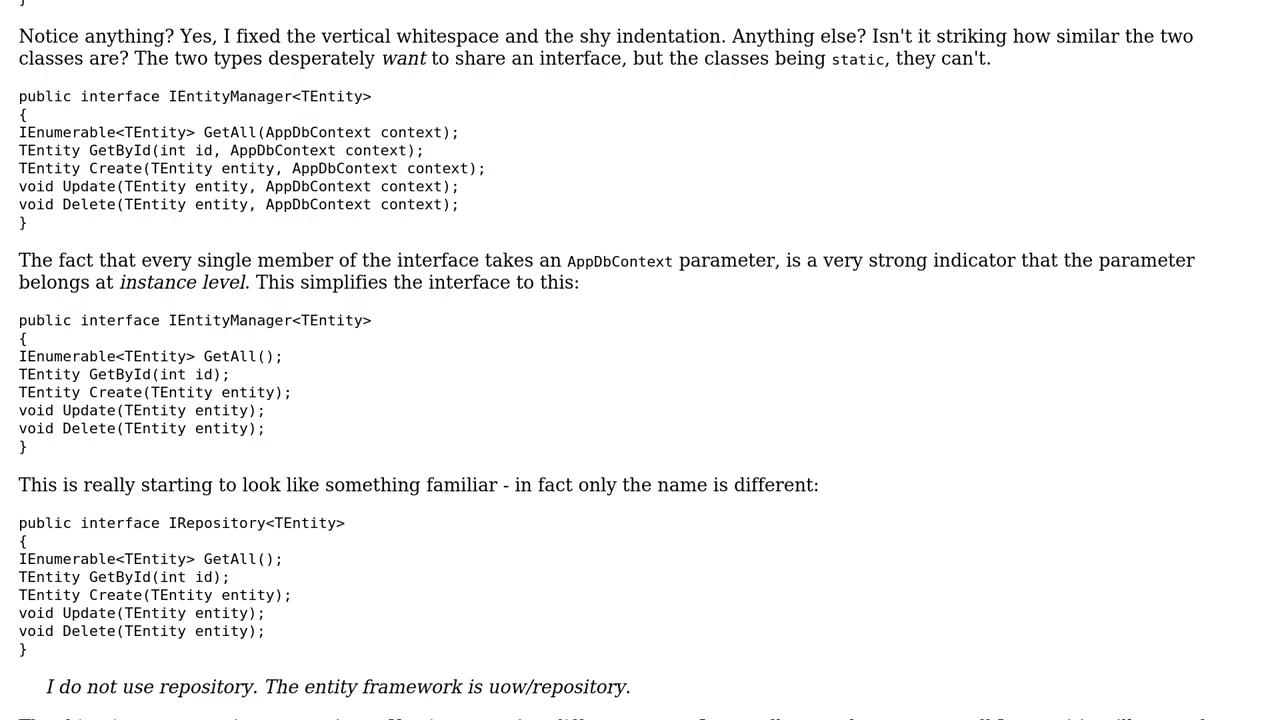 }
Notice anything? Yes, I fixed the vertical whitespace and the shy indentation. Anything else? Isn't it striking how similar the two
classes are? The two types desperately want to share an interface, but the classes being static, they can't.
public interface IEntityManager<TEntity>
{
IEnumerable<TEntity> GetAll(AppDbContext context);
TEntity GetById(int id, AppDbContext context);
TEntity Create(TEntity entity, AppDbContext context);
void Update(TEntity entity, AppDbContext context);
void Delete(TEntity entity, AppDbContext context);
}
The fact that every single member of the interface takes an AppDbContext parameter, is a very strong indicator that the parameter
belongs at instance level. This simplifies the interface to this:
public interface IEntityManager<TEntity>
{
IEnumerable<TEntity> GetAll();
TEntity GetById(int id);
TEntity Create(TEntity entity);
void Update(TEntity entity);
void Delete(TEntity entity);
}
This is really starting to look like something familiar - in fact only the name is different:
public interface IRepository<TEntity>
{
IEnumerable<TEntity> GetAll();
TEntity GetById(int id);
TEntity Create(TEntity entity);
void Update(TEntity entity);
void Delete(TEntity entity);
}
I do not use repository. The entity framework is uow/repository.